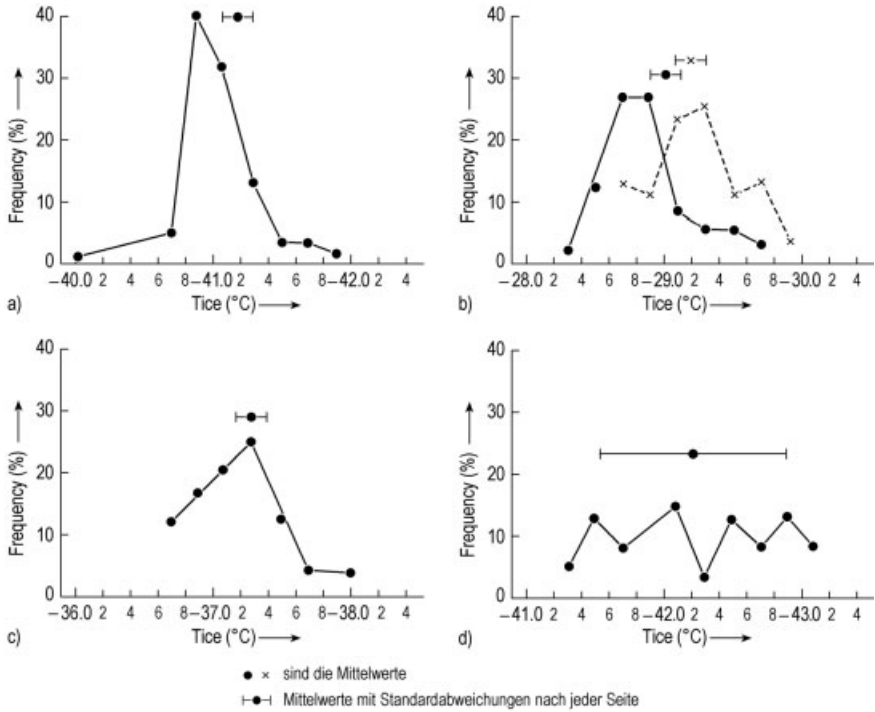 40
30
20
10
0
Frequency (%)
–40.0 2 4 6 8–41.0 2 4 6 8–42.0 2 4
a) Tice (°C)
40
30
20
10
0
Frequency (%)
–28.0 2 4 6 8–29.0 2 4 6 8–30.0 2 4
b) Tice (°C)
40
30
20
10
0
Frequency (%)
–36.0 2 4 6 8–37.0 2 4 6 8–38.0 2 4
c) Tice (°C)
40
30
20
10
0
Frequency (%)
–41.0 2 4 6 8–42.0 2 4 6 8–43.0 2 4
d) Tice (°C)
sind die Mittelwerte
Mittelwerte mit Standardabweichungen nach jeder Seite